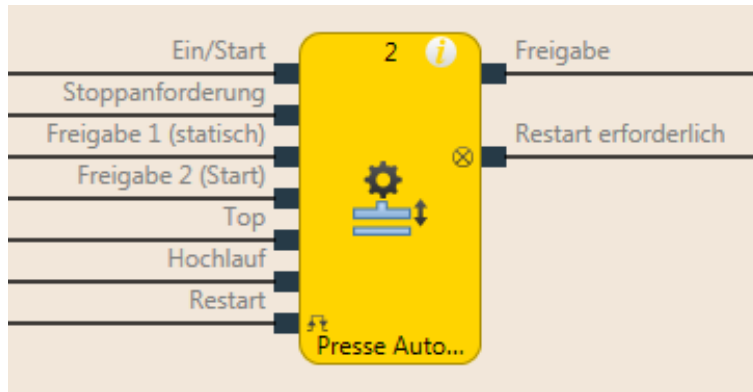 Ein/Start
Stoppanforderung
Freigabe 1 (statisch)
Freigabe 2 (Start)
Top
Hochlauf
Restart
2 i
Presse Auto...
Freigabe
Restart erforderlich